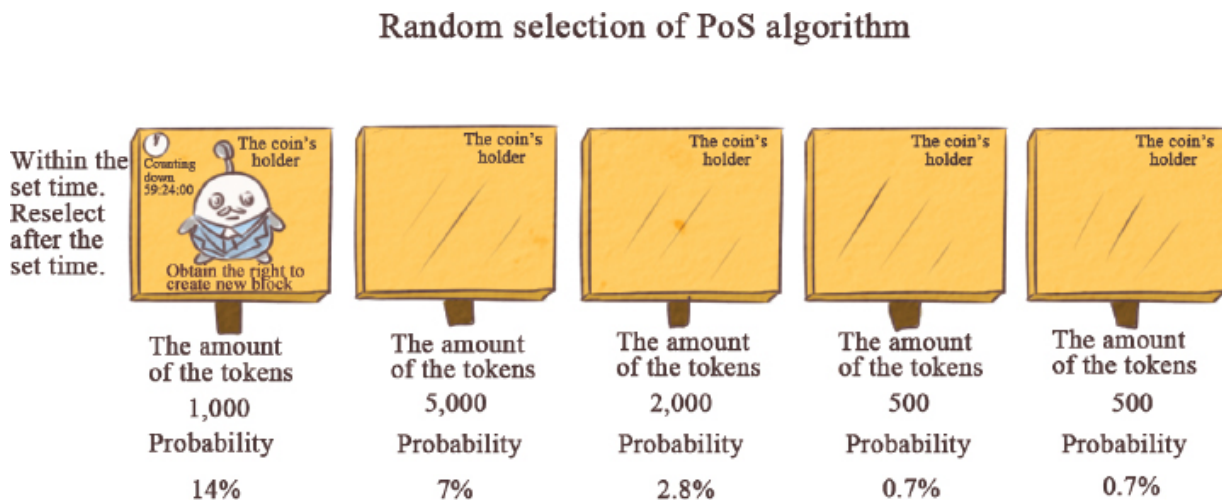 Random selection of PoS algorithm
Within the
set time.
Reselect
after the
set time.
Counting
down
59:24:00
The coin's
holder
Obtain the right to
create new block
The coin's
holder
The coin's
holder
The coin's
holder
The coin's
holder
The amount
of the tokens
1,000
Probability
14%
The amount
of the tokens
5,000
Probability
7%
The amount
of the tokens
2,000
Probability
2.8%
The amount
of the tokens
500
Probability
0.7%
The amount
of the tokens
500
Probability
0.7%